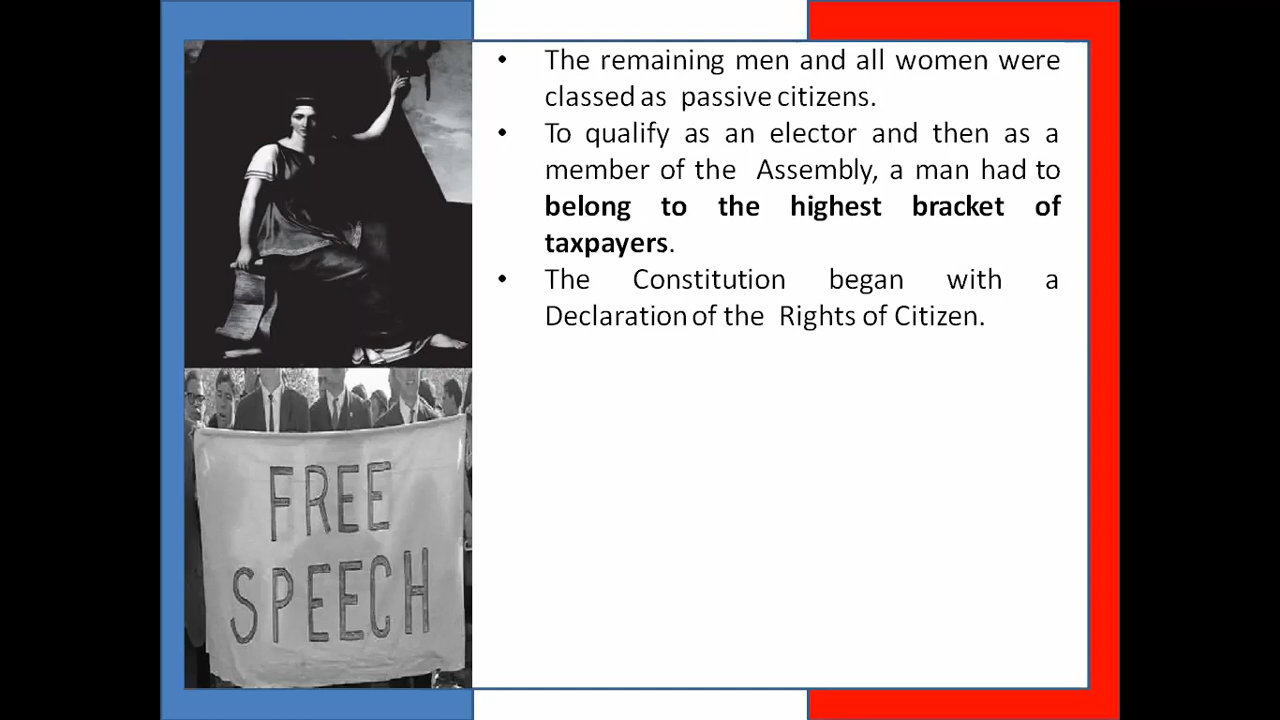 • The remaining men and all women were
classed as passive citizens.
• To qualify as an elector and then as a
member of the Assembly, a man had to
belong to the highest bracket of
taxpayers.
• The Constitution began with a
Declaration of the Rights of Citizen.
FREE
SPEECH